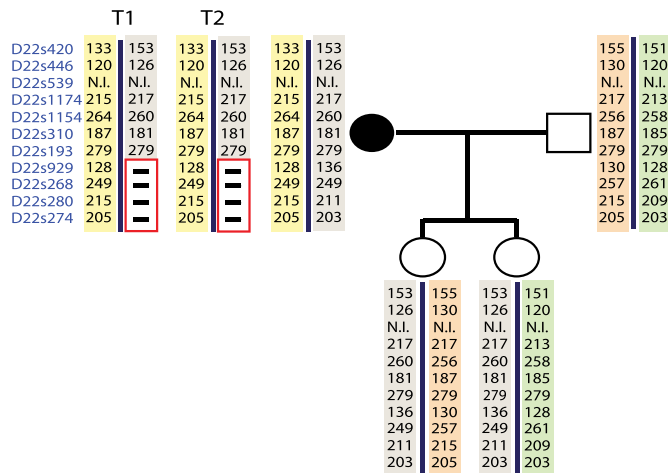 T1 T2
D22s420 133 153 133 153 133 153 155 151
D22s446 120 126 120 126 120 126 130 120
D22s539 N.I. N.I. N.I. N.I. N.I. N.I. N.I. N.I.
D22s1174 215 217 215 217 215 217 217 213
D22s1154 264 260 264 260 264 260 256 258
D22s310 187 181 187 181 187 181 187 185
D22s193 279 279 279 279 279 279 279 279
D22s929 128 – 128 – 128 136 130 128
D22s268 249 – 249 – 249 249 257 261
D22s280 215 – 215 – 215 211 215 209
D22s274 205 – 205 – 205 203 205 203
153 155 153 151
126 130 126 120
N.I. N.I. N.I. N.I.
217 217 217 213
260 256 260 258
181 187 181 185
279 279 279 279
136 130 136 128
249 257 249 261
211 215 211 209
203 205 203 203